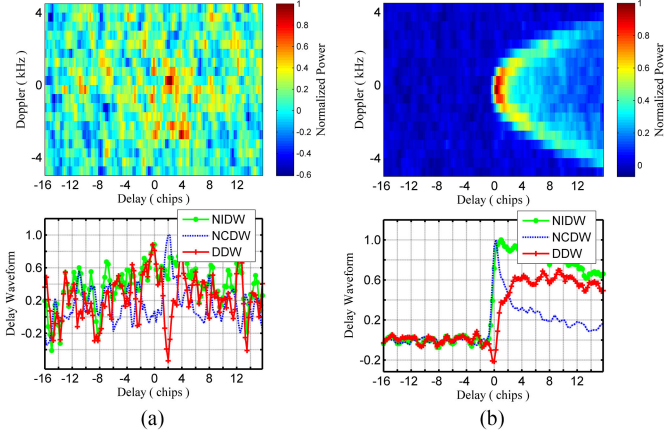 4
0
-4
Doppler ( kHz )
-16 -12 -8 -4 0 4 8 12
Delay ( chips )
1
0.8
0.6
0.4
0.2
0
-0.2
-0.4
-0.6
Normalized Power
4
0
-4
Doppler ( kHz )
-16 -12 -8 -4 0 4 8 12
Delay ( chips )
1
0.8
0.6
0.4
0.2
0
Normalized Power
1.0
0.6
0.2
-0.2
Delay Waveform
NIDW
NCDW
DDW
-16 -12 -8 -4 0 4 8 12
Delay ( chips )
(a)
1.0
0.6
0.2
-0.2
Delay Waveform
NIDW
NCDW
DDW
-16 -12 -8 -4 0 4 8 12
Delay ( chips )
(b)